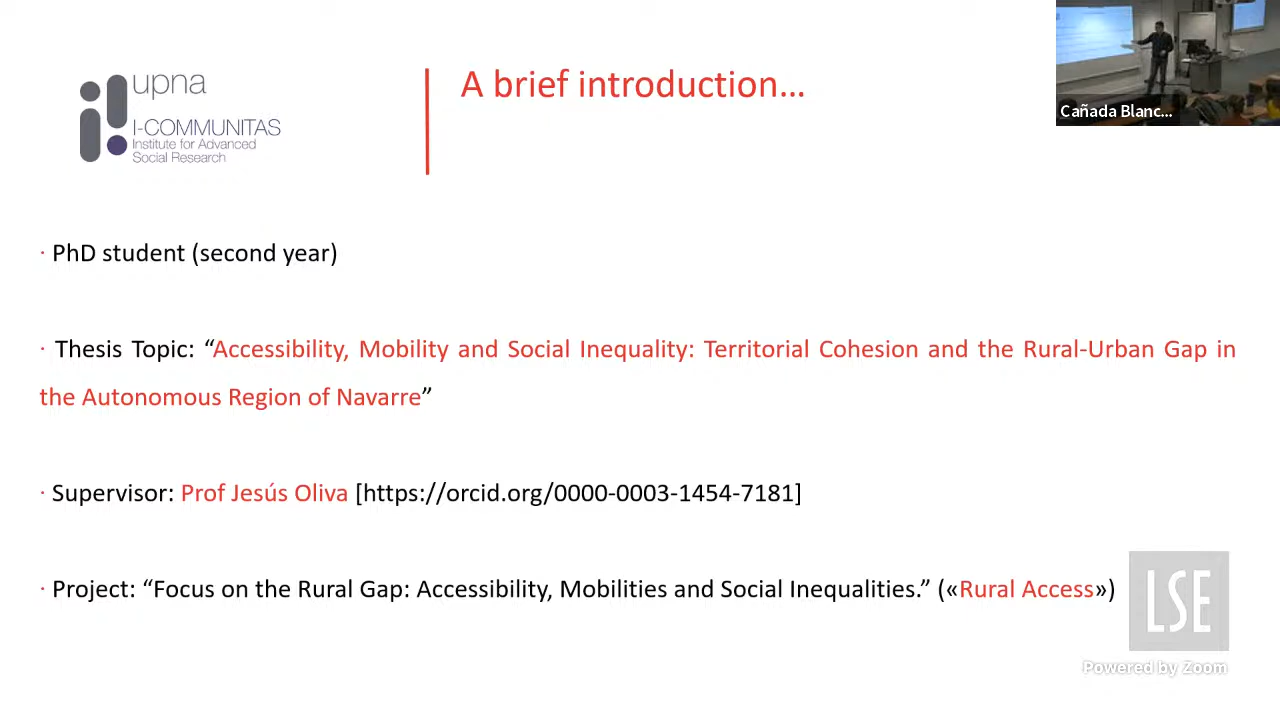 upna
I-COMMUNITAS
Institute for Advanced
Social Research
A brief introduction...
Cañada Blanc...
· PhD student (second year)
· Thesis Topic: “Accessibility, Mobility and Social Inequality: Territorial Cohesion and the Rural-Urban Gap in
the Autonomous Region of Navarre”
· Supervisor: Prof Jesús Oliva [https://orcid.org/0000-0003-1454-7181]
· Project: “Focus on the Rural Gap: Accessibility, Mobilities and Social Inequalities.” («Rural Access»)
LSE
Powered by Zoom